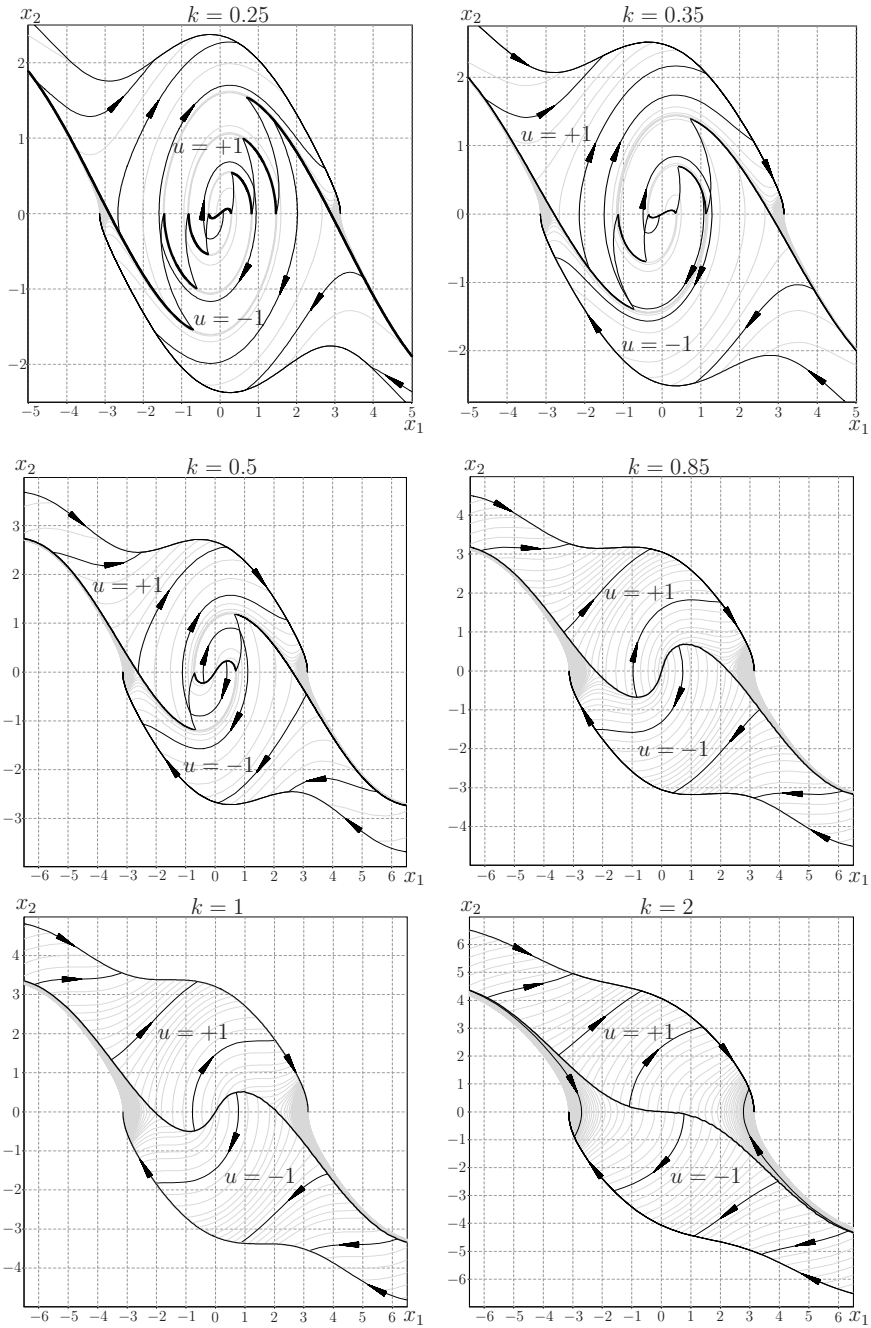 x2 k = 0.25
2
1
0
−1
−2
u = +1
u = −1
−5 −4 −3 −2 −1 0 1 2 3 4 5
x1
x2 k = 0.35
2
1
0
−1
−2
u = +1
u = −1
−5 −4 −3 −2 −1 0 1 2 3 4 5
x1
x2 k = 0.5
3
2
1
0
−1
−2
−3
u = +1
u = −1
−6 −5 −4 −3 −2 −1 0 1 2 3 4 5 6 x1
x2 k = 0.85
4
3
2
1
0
−1
−2
−3
−4
u = +1
u = −1
−6 −5 −4 −3 −2 −1 0 1 2 3 4 5 6 x1
x2 k = 1
4
3
2
1
0
−1
−2
−3
−4
u = +1
u = −1
−6 −5 −4 −3 −2 −1 0 1 2 3 4 5 6 x1
x2 k = 2
6
5
4
3
2
1
0
−1
−2
−3
−4
−5
−6
u = +1
u = −1
−6 −5 −4 −3 −2 −1 0 1 2 3 4 5 6 x1